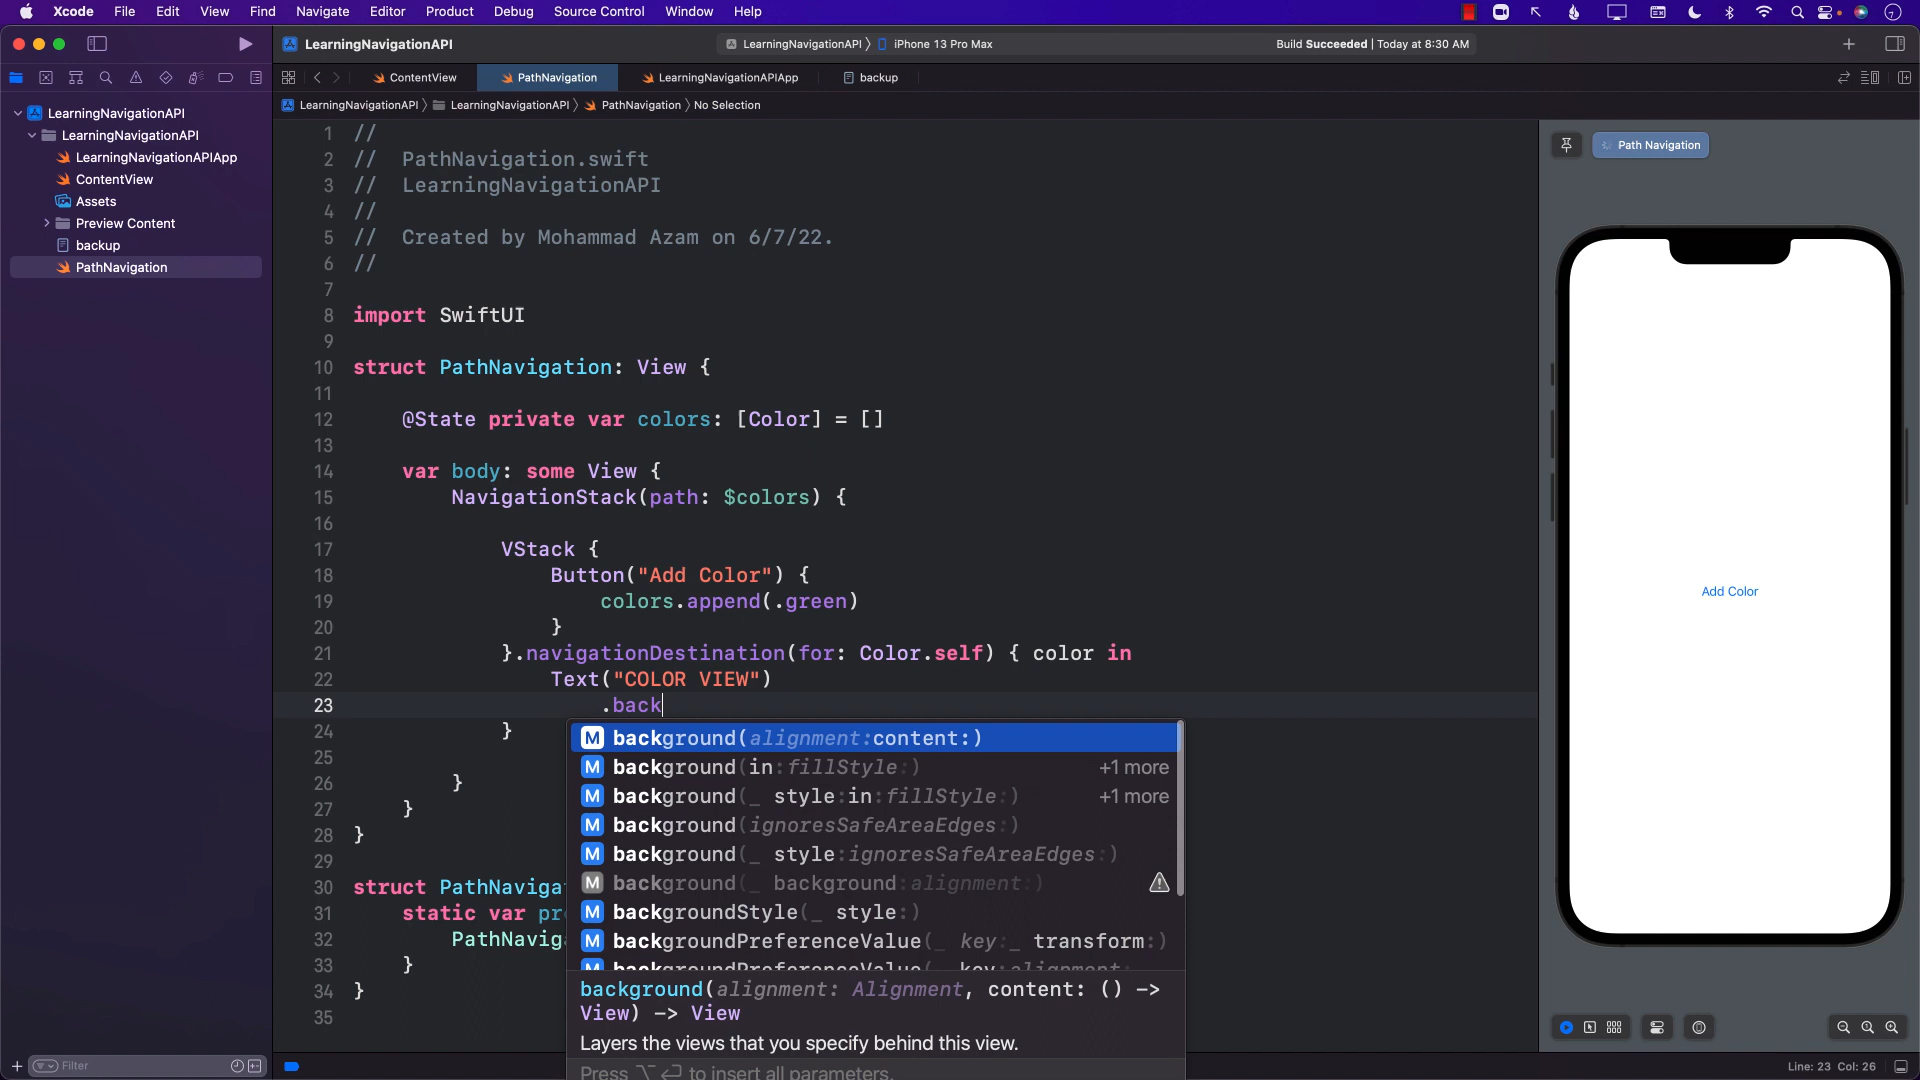 Xcode File Edit View Find Navigate Editor Product Debug Source Control Window Help
LearningNavigationAPI
LearningNavigationAPI iPhone 13 Pro Max
Build Succeeded | Today at 8:30 AM
ContentView PathNavigation LearningNavigationAPIApp backup
LearningNavigationAPI LearningNavigationAPI PathNavigation No Selection
LearningNavigationAPI
LearningNavigationAPI
LearningNavigationAPIApp
ContentView
Assets
Preview Content
backup
PathNavigation
Filter
1 //
2 // PathNavigation.swift
3 // LearningNavigationAPI
4 //
5 // Created by Mohammad Azam on 6/7/22.
6 //
7
8 import SwiftUI
9
10 struct PathNavigation: View {
11
12 @State private var colors: [Color] = []
13
14 var body: some View {
15 NavigationStack(path: $colors) {
16
17 VStack {
18 Button("Add Color") {
19 colors.append(.green)
20 }
21 }.navigationDestination(for: Color.self) { color in
22 Text("COLOR VIEW")
23 .back
24 }
25
26 }
27 }
28 }
29
30 struct PathNaviga
31 static var pr
32 PathNavig
33 }
34 }
35
M background(alignment:content:)
M background(in:fillStyle:) +1 more
M background(_ style:in:fillStyle:) +1 more
M background(ignoresSafeAreaEdges:)
M background(_ style:ignoresSafeAreaEdges:)
M background(_ background:alignment:)
M backgroundStyle(_ style:)
M backgroundPreferenceValue(_ key:_ transform:)
M backgroundPreferenceValue(_ key:alignment:
background(alignment: Alignment, content: () ->
View) -> View
Layers the views that you specify behind this view.
Press ⌥⏎ to insert all parameters.
Path Navigation
Add Color
Line: 23 Col: 26